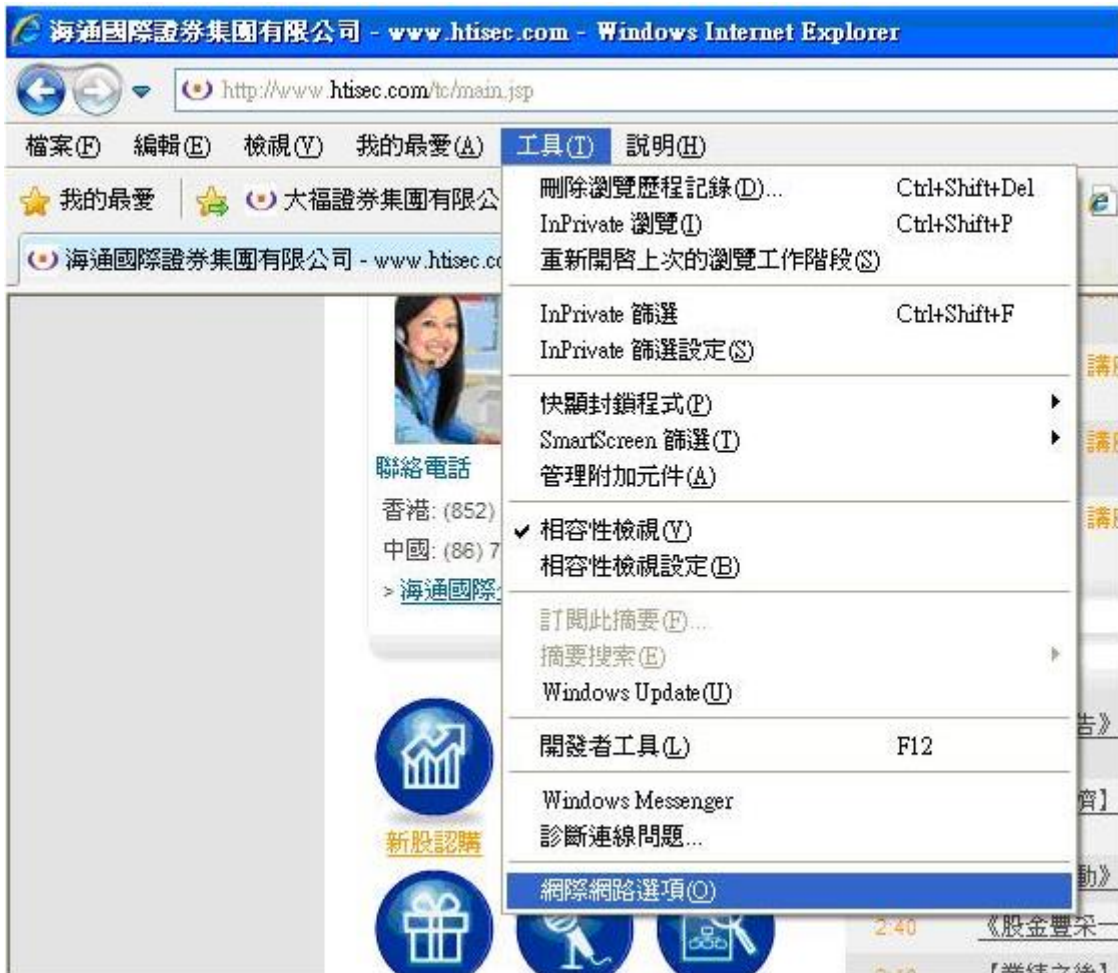 海通國際證券集團有限公司 - www.htisec.com - Windows Internet Explorer
http://www.htisec.com/tc/main.jsp
檔案(F) 編輯(E) 檢視(V) 我的最愛(A) 工具(T) 說明(H)
我的最愛 大福證券集團有限公
海通國際證券集團有限公司 - www.htisec.co
刪除瀏覽歷程記錄(D)... Ctrl+Shift+Del
InPrivate 瀏覽(I) Ctrl+Shift+P
重新開啓上次的瀏覽工作階段(S)
InPrivate 篩選 Ctrl+Shift+F
InPrivate 篩選設定(S)
快顯封鎖程式(P)
SmartScreen 篩選(T)
管理附加元件(A)
相容性檢視(V)
相容性檢視設定(B)
訂閱此摘要(F)...
摘要搜索(E)
Windows Update(U)
開發者工具(L) F12
Windows Messenger
診斷連線問題...
網際網路選項(O)
聯絡電話
香港: (852)
中國: (86) 7
> 海通國際
新股認購
講
講
講
告》
濟】
動》
2:40 《股金豐采一